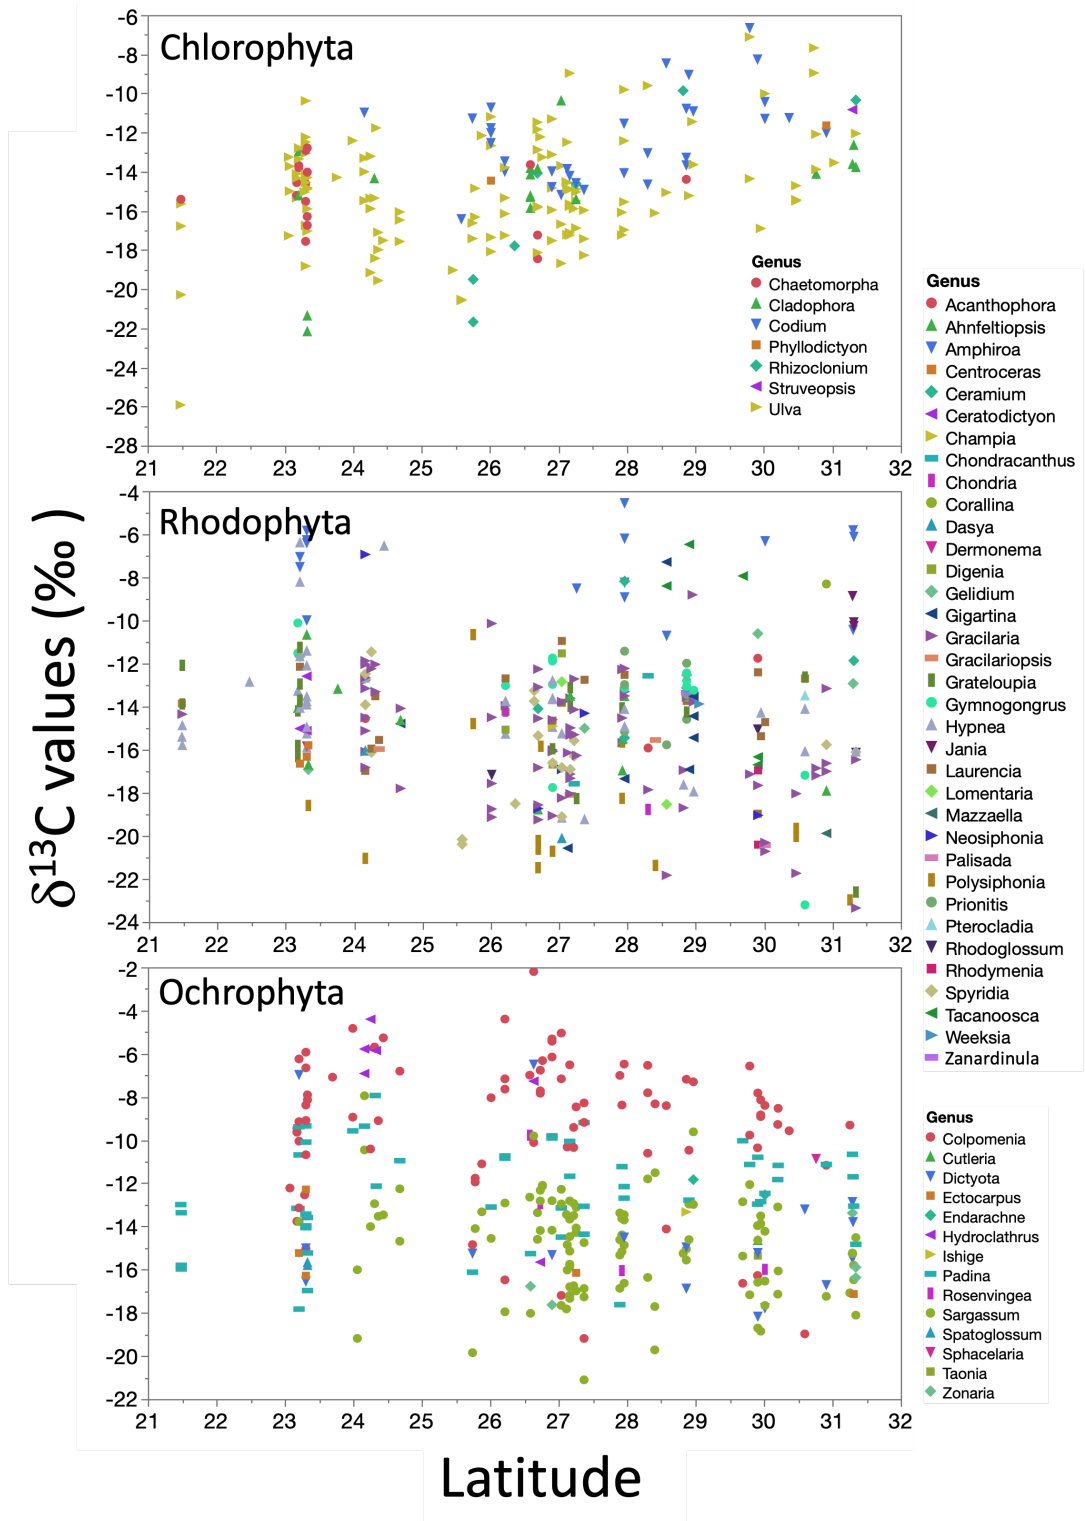 Chlorophyta
-6
-8
-10
-12
-14
-16
-18
-20
-22
-24
-26
-28
21 22 23 24 25 26 27 28 29 30 31 32
Genus
Chaetomorpha
Cladophora
Codium
Phyllodictyon
Rhizoclonium
Struveopsis
Ulva
Rhodophyta
-4
-6
-8
-10
-12
-14
-16
-18
-20
-22
-24
21 22 23 24 25 26 27 28 29 30 31 32
Genus
Acanthophora
Ahnfeltiopsis
Amphiroa
Centroceras
Ceramium
Ceratodictyon
Champia
Chondracanthus
Chondria
Corallina
Dasya
Dermonema
Digenia
Gelidium
Gigartina
Gracilaria
Gracilariopsis
Grateloupia
Gymnogongrus
Hypnea
Jania
Laurencia
Lomentaria
Mazzaella
Neosiphonia
Palisada
Polysiphonia
Prionitis
Pterocladia
Rhodoglossum
Rhodymenia
Spyridia
Tacanoosca
Weeksia
Zanardinula
Ochrophyta
-2
-4
-6
-8
-10
-12
-14
-16
-18
-20
-22
21 22 23 24 25 26 27 28 29 30 31 32
Genus
Colpomenia
Cutleria
Dictyota
Ectocarpus
Endarachne
Hydroclathrus
Ishige
Padina
Rosenvingea
Sargassum
Spatoglossum
Sphacelaria
Taonia
Zonaria
δ13C values (‰)
Latitude